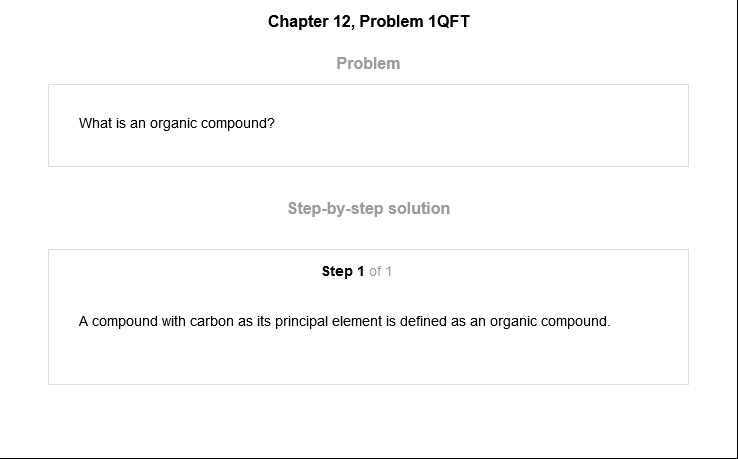 Chapter 12, Problem 1QFT
Problem
What is an organic compound?
Step-by-step solution
Step 1 of 1
A compound with carbon as its principal element is defined as an organic compound.